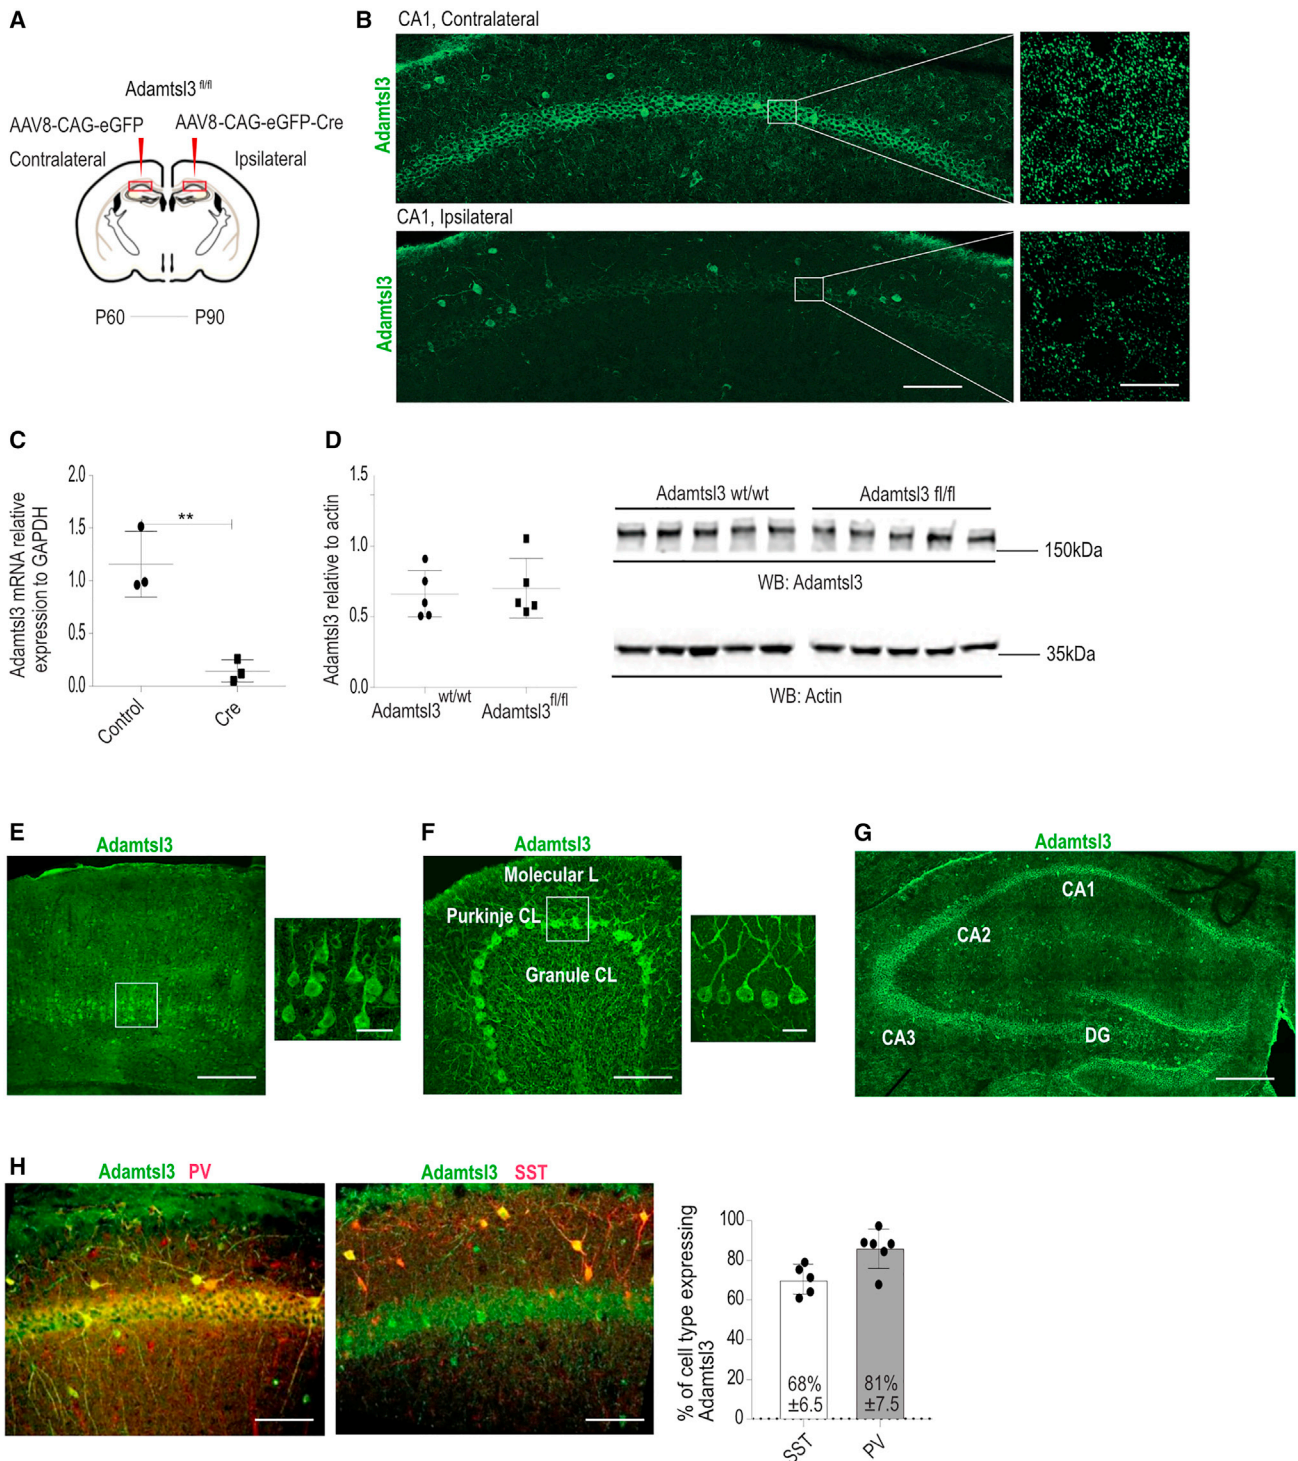 A
Adamtsl3 fl/fl
AAV8-CAG-eGFP
AAV8-CAG-eGFP-Cre
Contralateral
Ipsilateral
P60
P90
B
CA1, Contralateral
Adamtsl3
CA1, Ipsilateral
Adamtsl3
C
Adamtsl3 mRNA relative
expression to GAPDH
2.0
1.5
1.0
0.5
0.0
**
Control
Cre
D
Adamtsl3 relative to actin
1.5
1.0
0.5
0.0
Adamtsl3 wt/wt
Adamtsl3 fl/fl
Adamtsl3 wt/wt
Adamtsl3 fl/fl
150kDa
WB: Adamtsl3
35kDa
WB: Actin
E
Adamtsl3
F
Adamtsl3
Molecular L
Purkinje CL
Granule CL
G
Adamtsl3
CA1
CA2
CA3
DG
H
Adamtsl3 PV
Adamtsl3 SST
% of cell type expressing
Adamtsl3
100
80
60
40
20
0
68%
±6.5
81%
±7.5
SST
PV